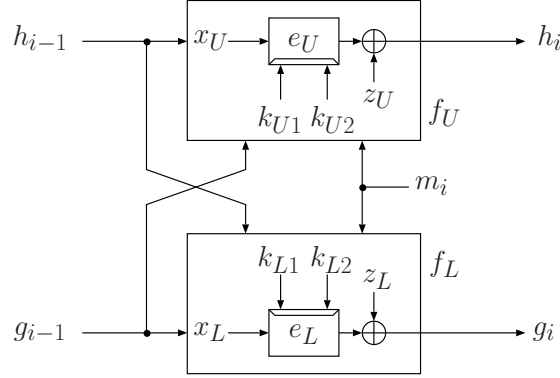 h_{i−1} x_U e_U h_i
k_{U1} k_{U2} z_U f_U
m_i
k_{L1} k_{L2} z_L f_L
g_{i−1} x_L e_L g_i